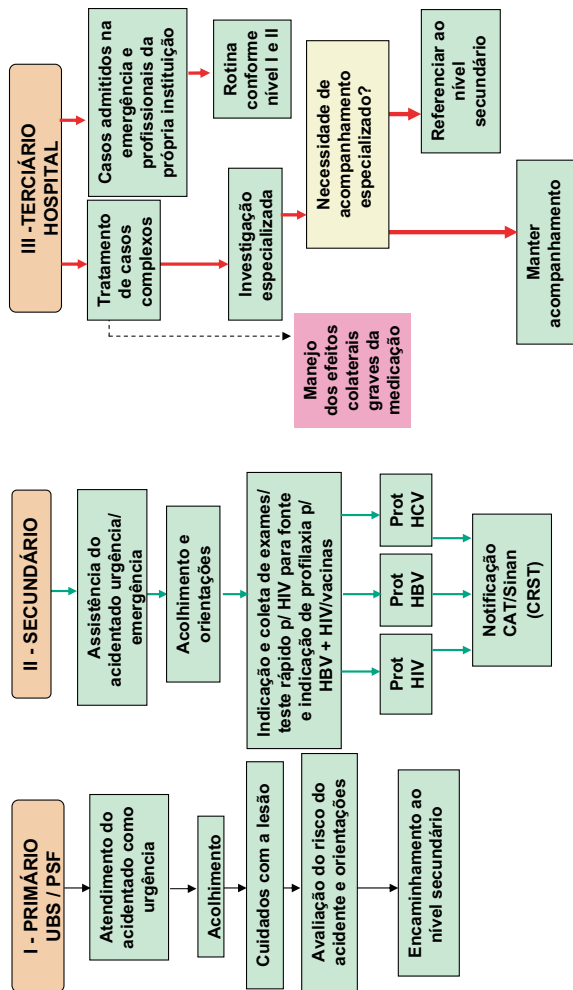 I - PRIMÁRIO
UBS / PSF
Atendimento do
acidentado como
urgência
Acolhimento
Cuidados com a lesão
Avaliação do risco do
acidente e orientações
Encaminhamento ao
nível secundário
II - SECUNDÁRIO
Assistência do
acidentado urgência/
emergência
Acolhimento e
orientações
Indicação e coleta de exames/
teste rápido p/ HIV para fonte
e indicação de profilaxia p/
HBV + HIV/vacinas
Prot
HIV
Prot
HBV
Prot
HCV
Notificação
CAT/Sinan
(CRST)
III -TERCIÁRIO
HOSPITAL
Tratamento
de casos
complexos
Casos admitidos na
emergência e
profissionais da
própria instituição
Rotina
conforme
nível I e II
Investigação
especializada
Manejo
dos efeitos
colaterais
graves da
medicação
Necessidade de
acompanhamento
especializado?
Manter
acompanhamento
Referenciar ao
nível
secundário